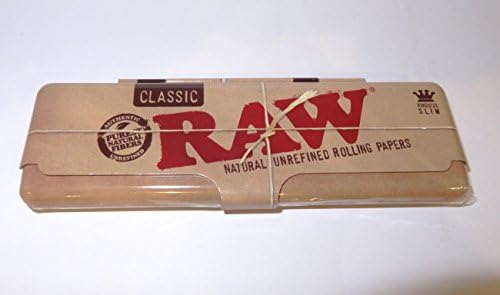 CLASSIC
RAW®
NATURAL UNREFINED ROLLING PAPERS
AUTHENTIC
PURE
NATURAL
FIBERS
UNREFINED
KINGSIZE
SLIM